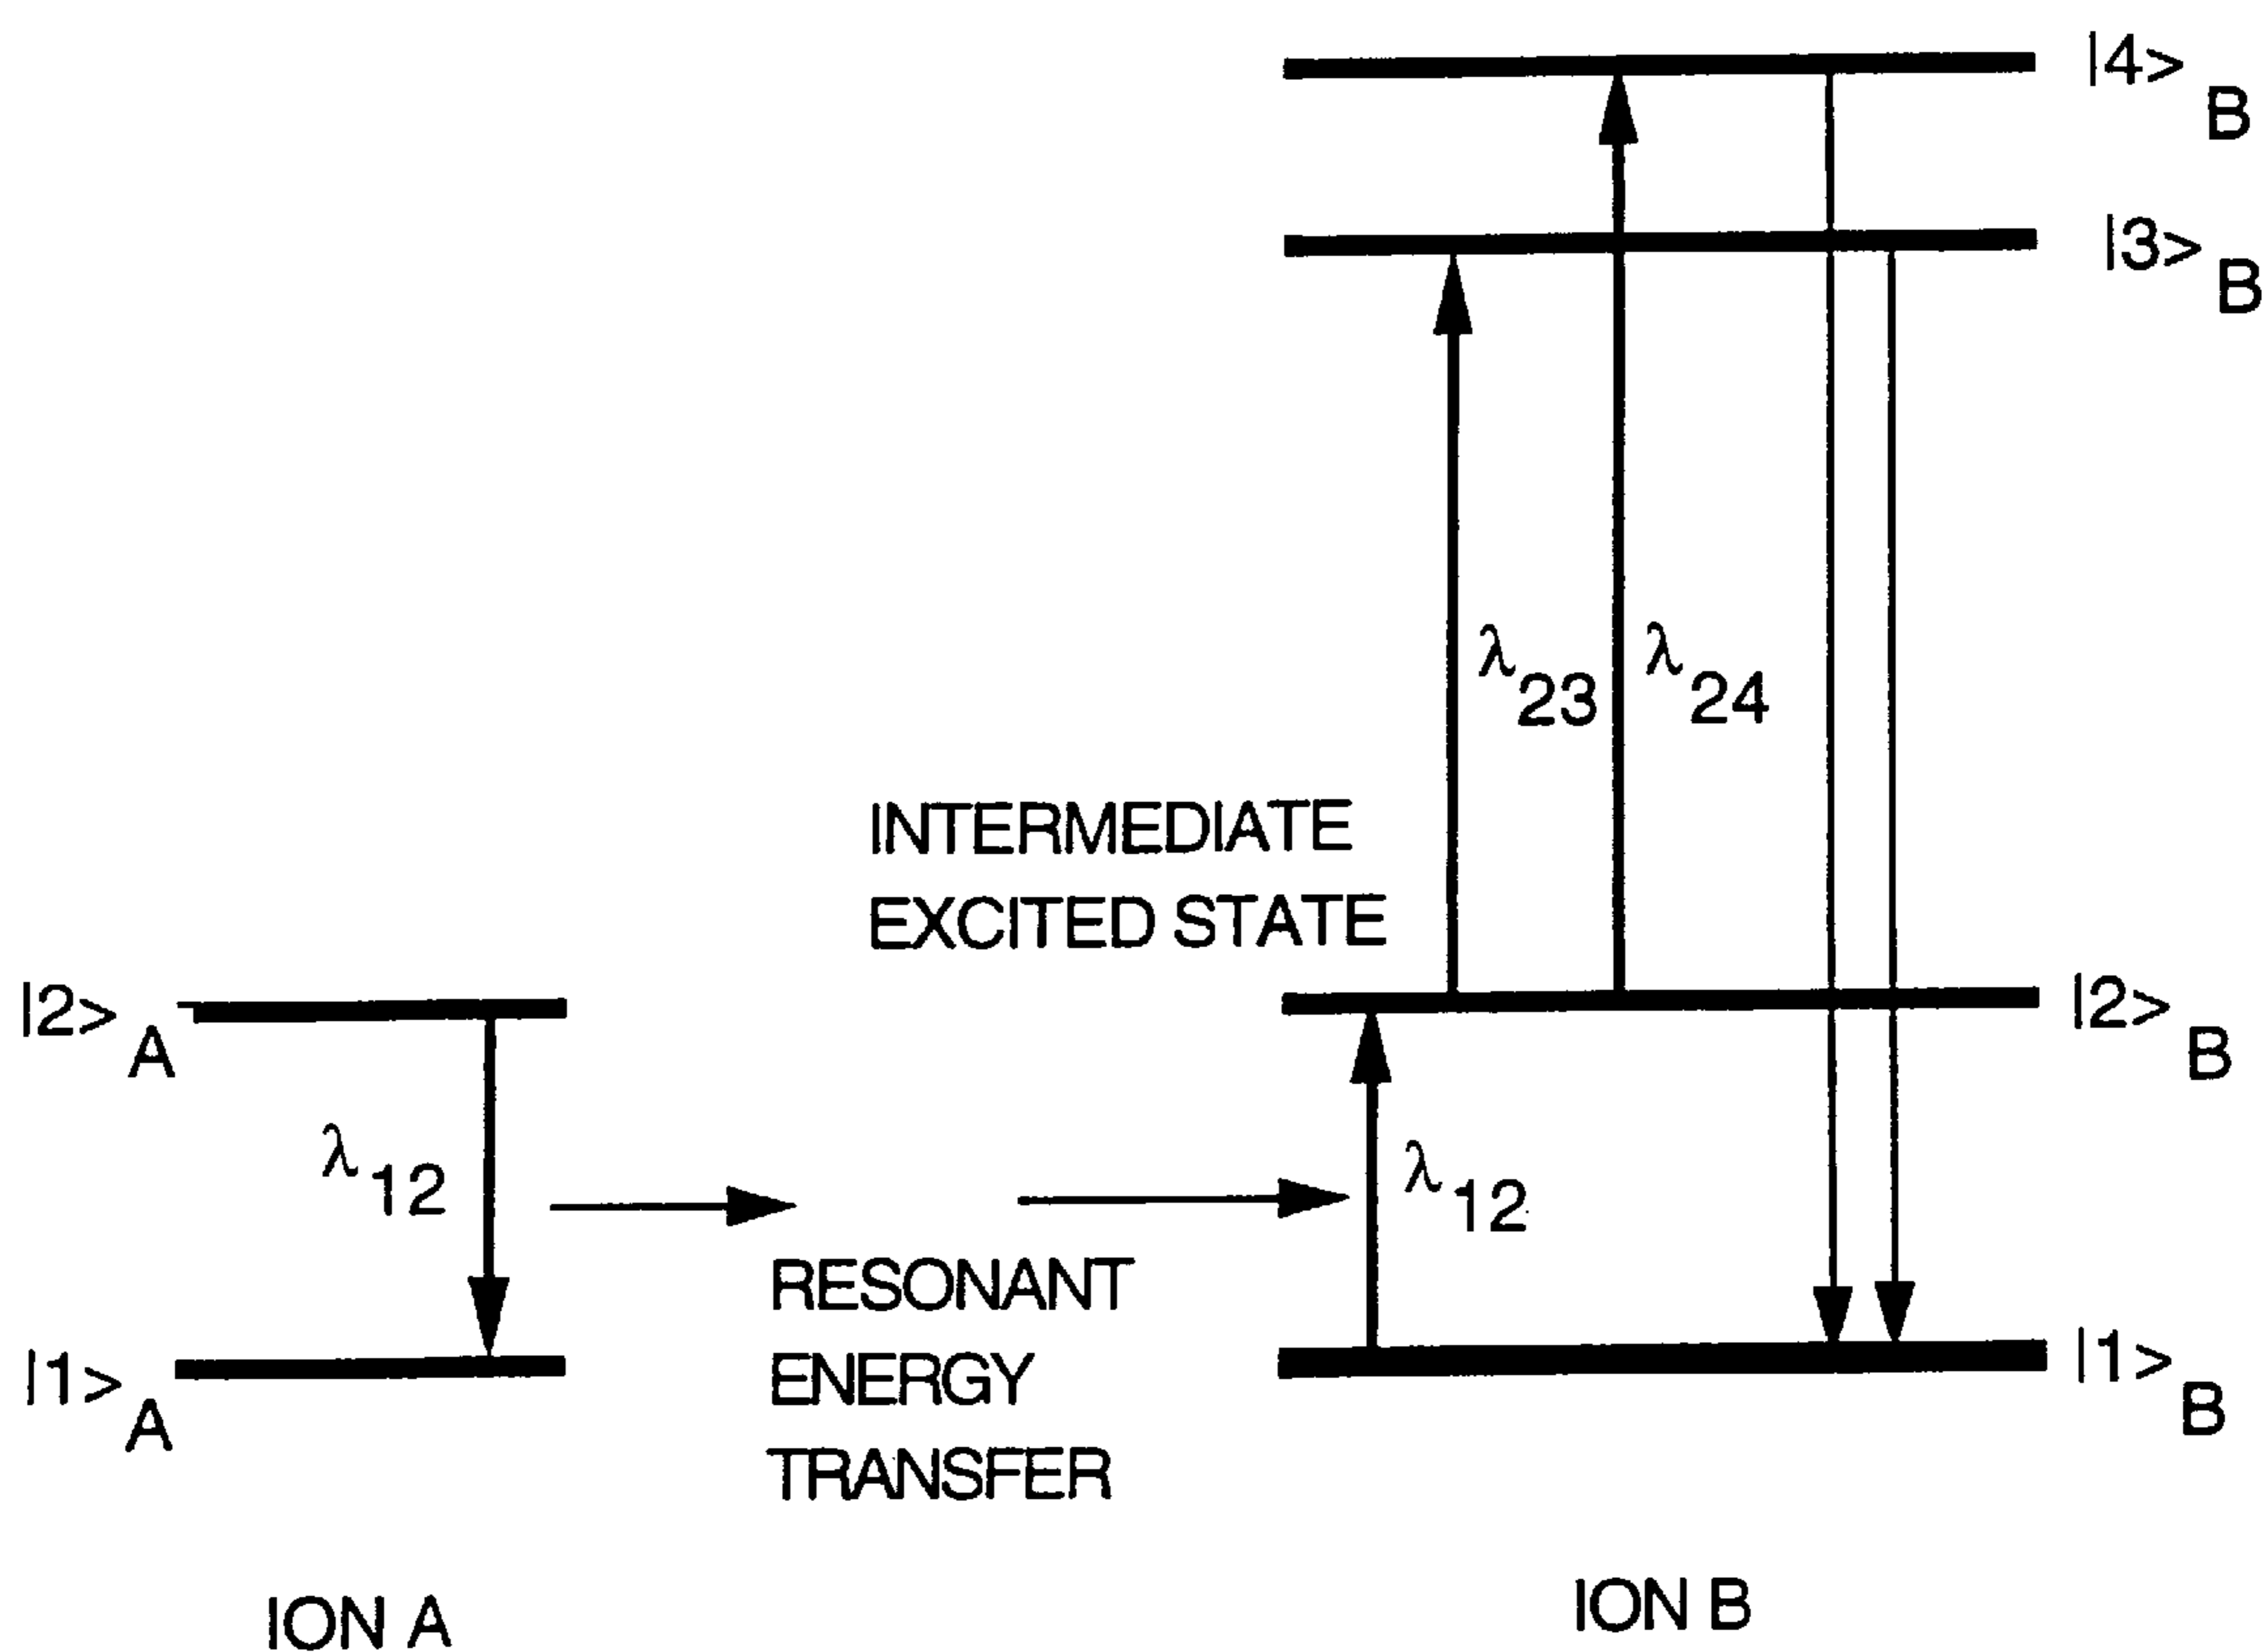 |4>B
|3>B
λ23
λ24
INTERMEDIATE
EXCITED STATE
|2>A
|2>B
λ12
λ12
RESONANT
ENERGY
TRANSFER
|1>A
|1>B
ION A
ION B